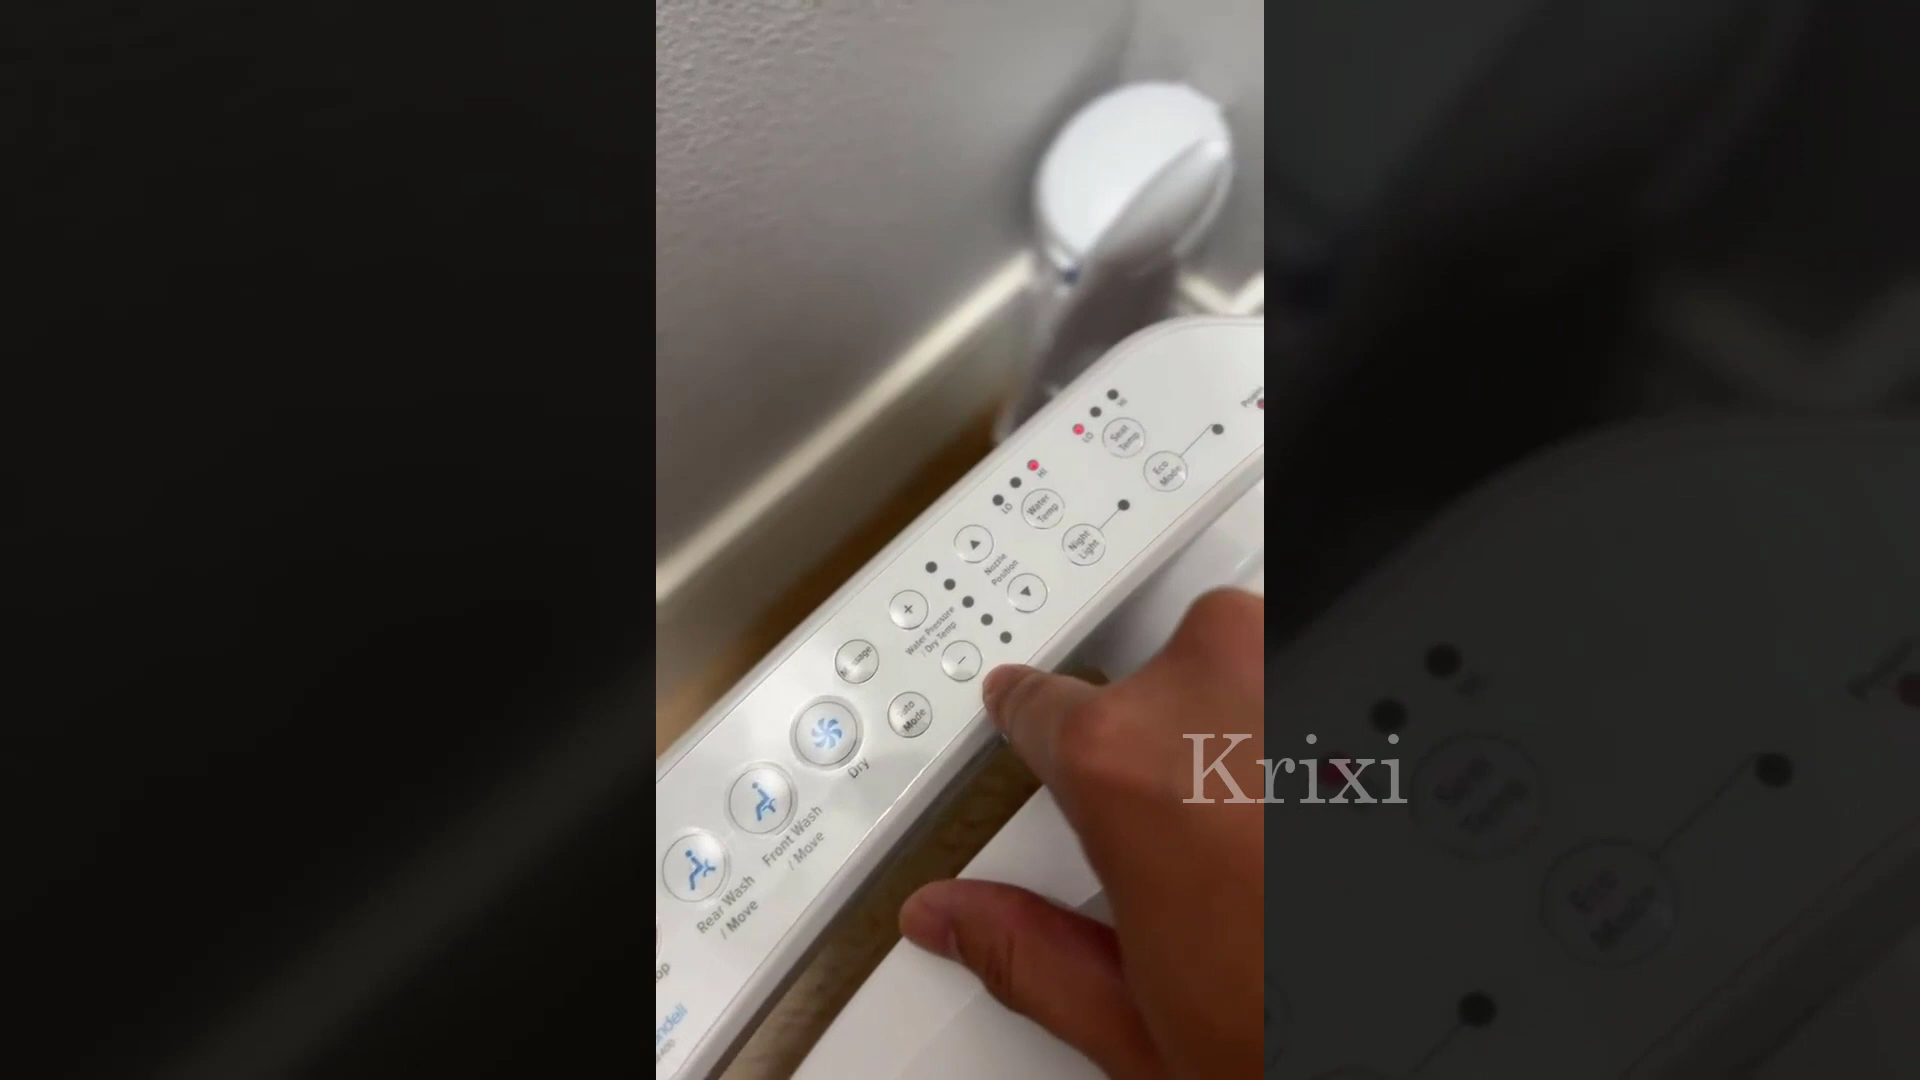 Power
HI
LO
Seat
Temp
Eco
Mode
HI
LO
Water
Temp
Night
Light
Nozzle
Position
+
Water Pressure
/ Dry Temp
−
Mode
Dry
Front Wash
/ Move
Rear Wash
/ Move
Krixi